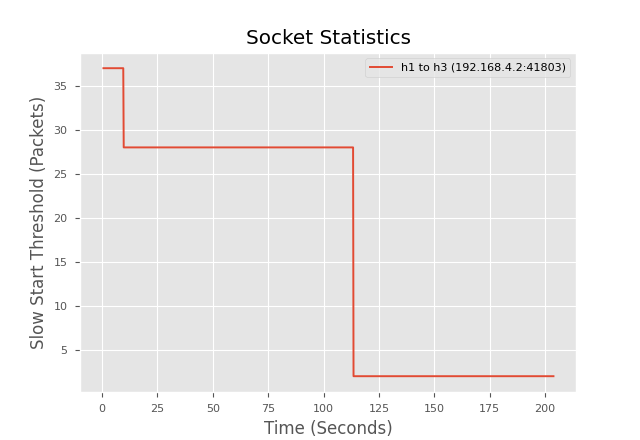 Socket Statistics
h1 to h3 (192.168.4.2:41803)
Slow Start Threshold (Packets)
35
30
25
20
15
10
5
0 25 50 75 100 125 150 175 200
Time (Seconds)